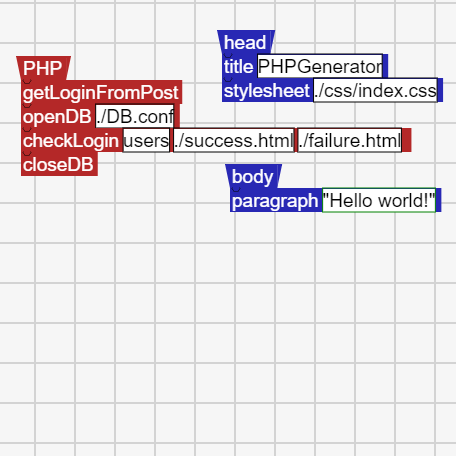 PHP
getLoginFromPost
openDB ./DB.conf
checkLogin users ./success.html ./failure.html
closeDB
head
title PHPGenerator
stylesheet ./css/index.css
body
paragraph "Hello world!"